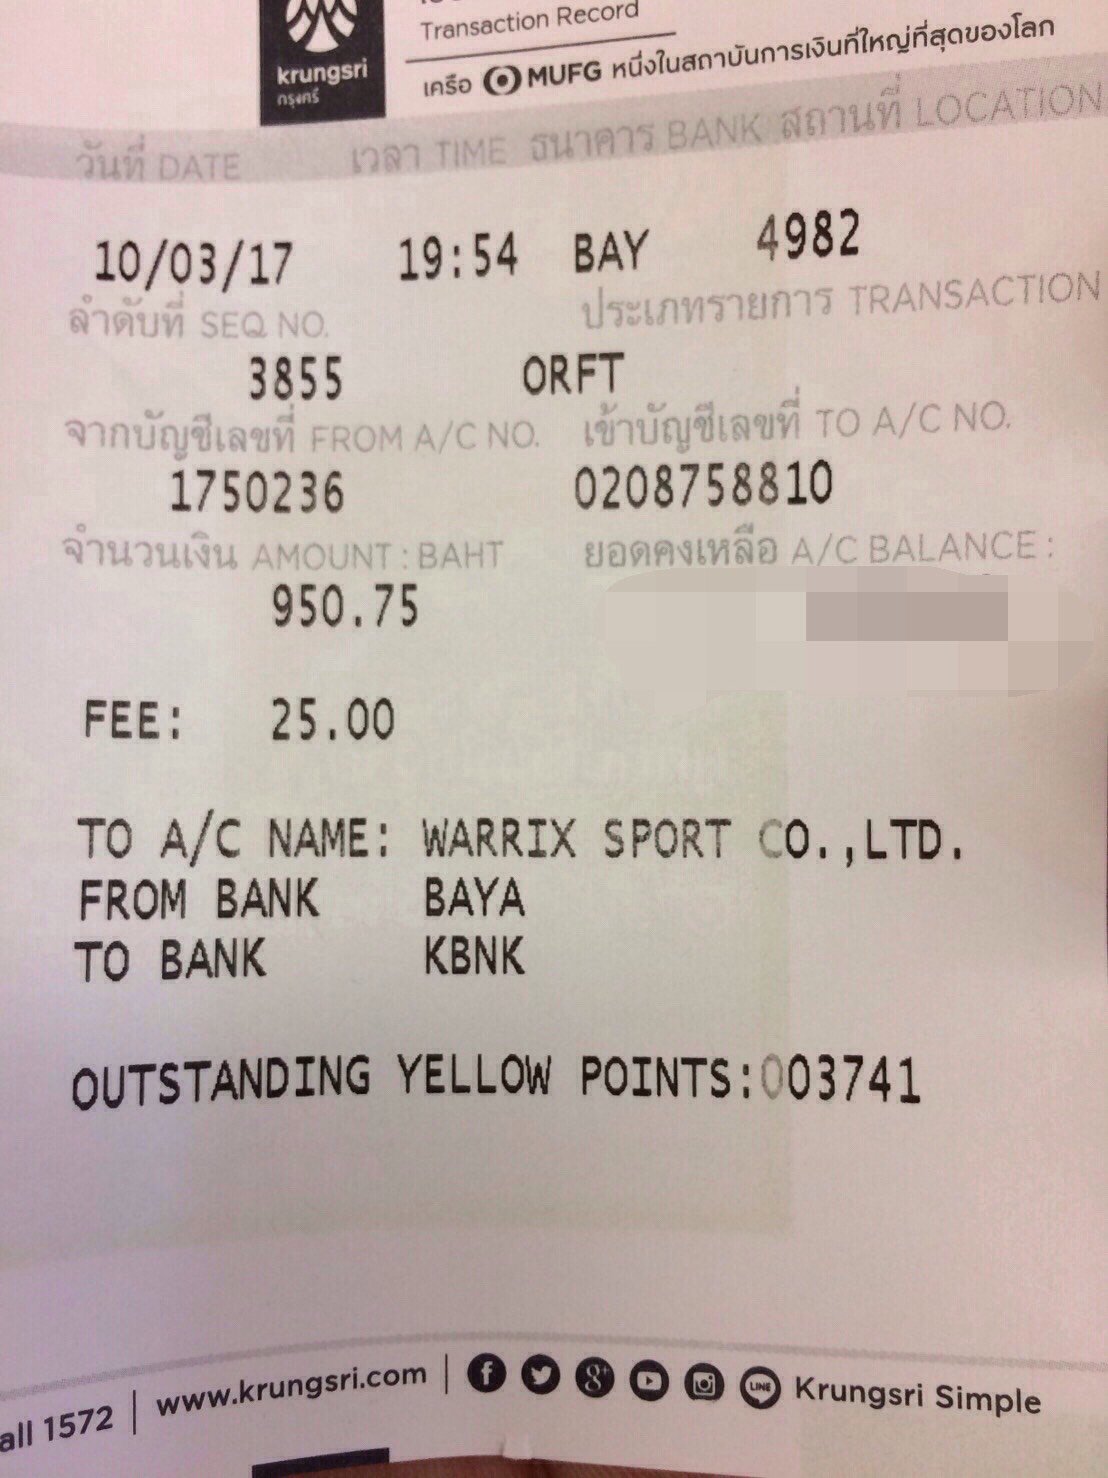 Transaction Record
krungsri
กรุงศรี
เครือ MUFG หนึ่งในสถาบันการเงินที่ใหญ่ที่สุดของโลก
วันที่ DATE เวลา TIME ธนาคาร BANK สถานที่ LOCATION
10/03/17 19:54 BAY 4982
ลำดับที่ SEQ NO. ประเภทรายการ TRANSACTION
3855 ORFT
จากบัญชีเลขที่ FROM A/C NO. เข้าบัญชีเลขที่ TO A/C NO.
1750236 0208758810
จำนวนเงิน AMOUNT : BAHT ยอดคงเหลือ A/C BALANCE :
950.75
FEE: 25.00
TO A/C NAME: WARRIX SPORT CO.,LTD.
FROM BANK BAYA
TO BANK KBNK
OUTSTANDING YELLOW POINTS:003741
all 1572 | www.krungsri.com | LINE Krungsri Simple